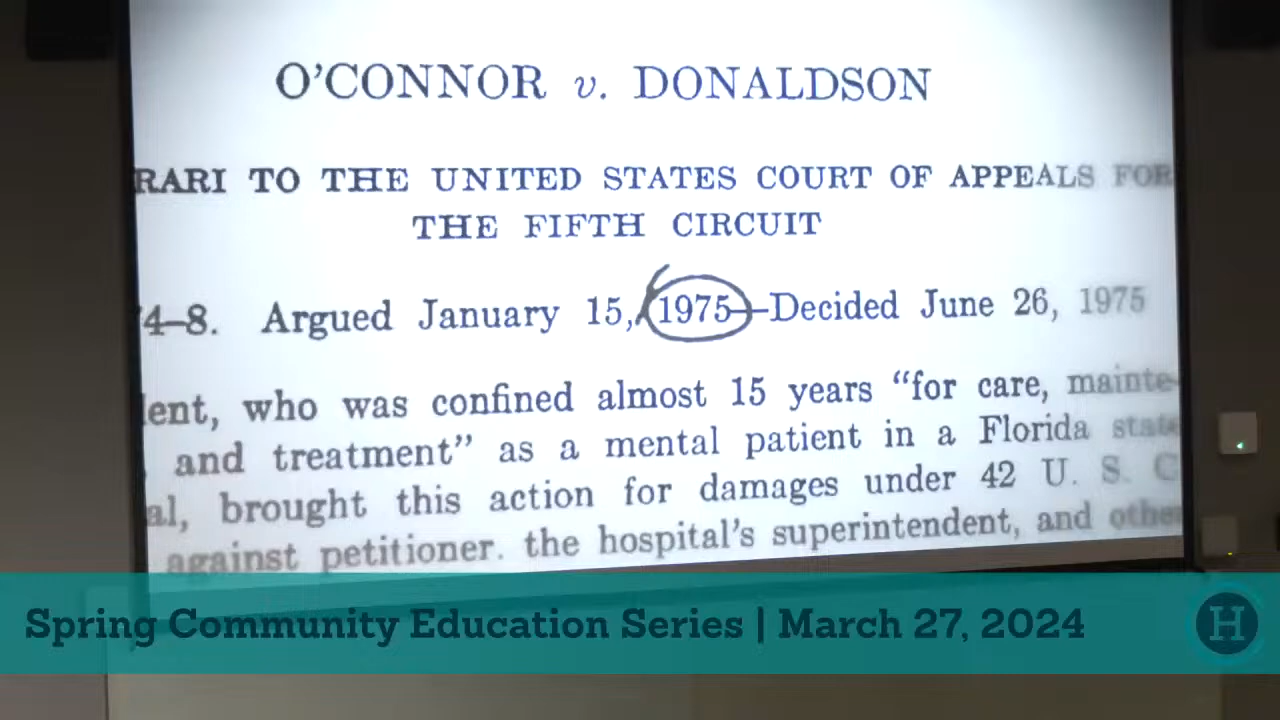 O'CONNOR v. DONALDSON
RARI TO THE UNITED STATES COURT OF APPEALS FOR
THE FIFTH CIRCUIT
4–8. Argued January 15, 1975—Decided June 26, 1975
ent, who was confined almost 15 years “for care, mainte-
and treatment” as a mental patient in a Florida state
al, brought this action for damages under 42 U. S. C
against petitioner. the hospital’s superintendent, and other
Spring Community Education Series | March 27, 2024
H